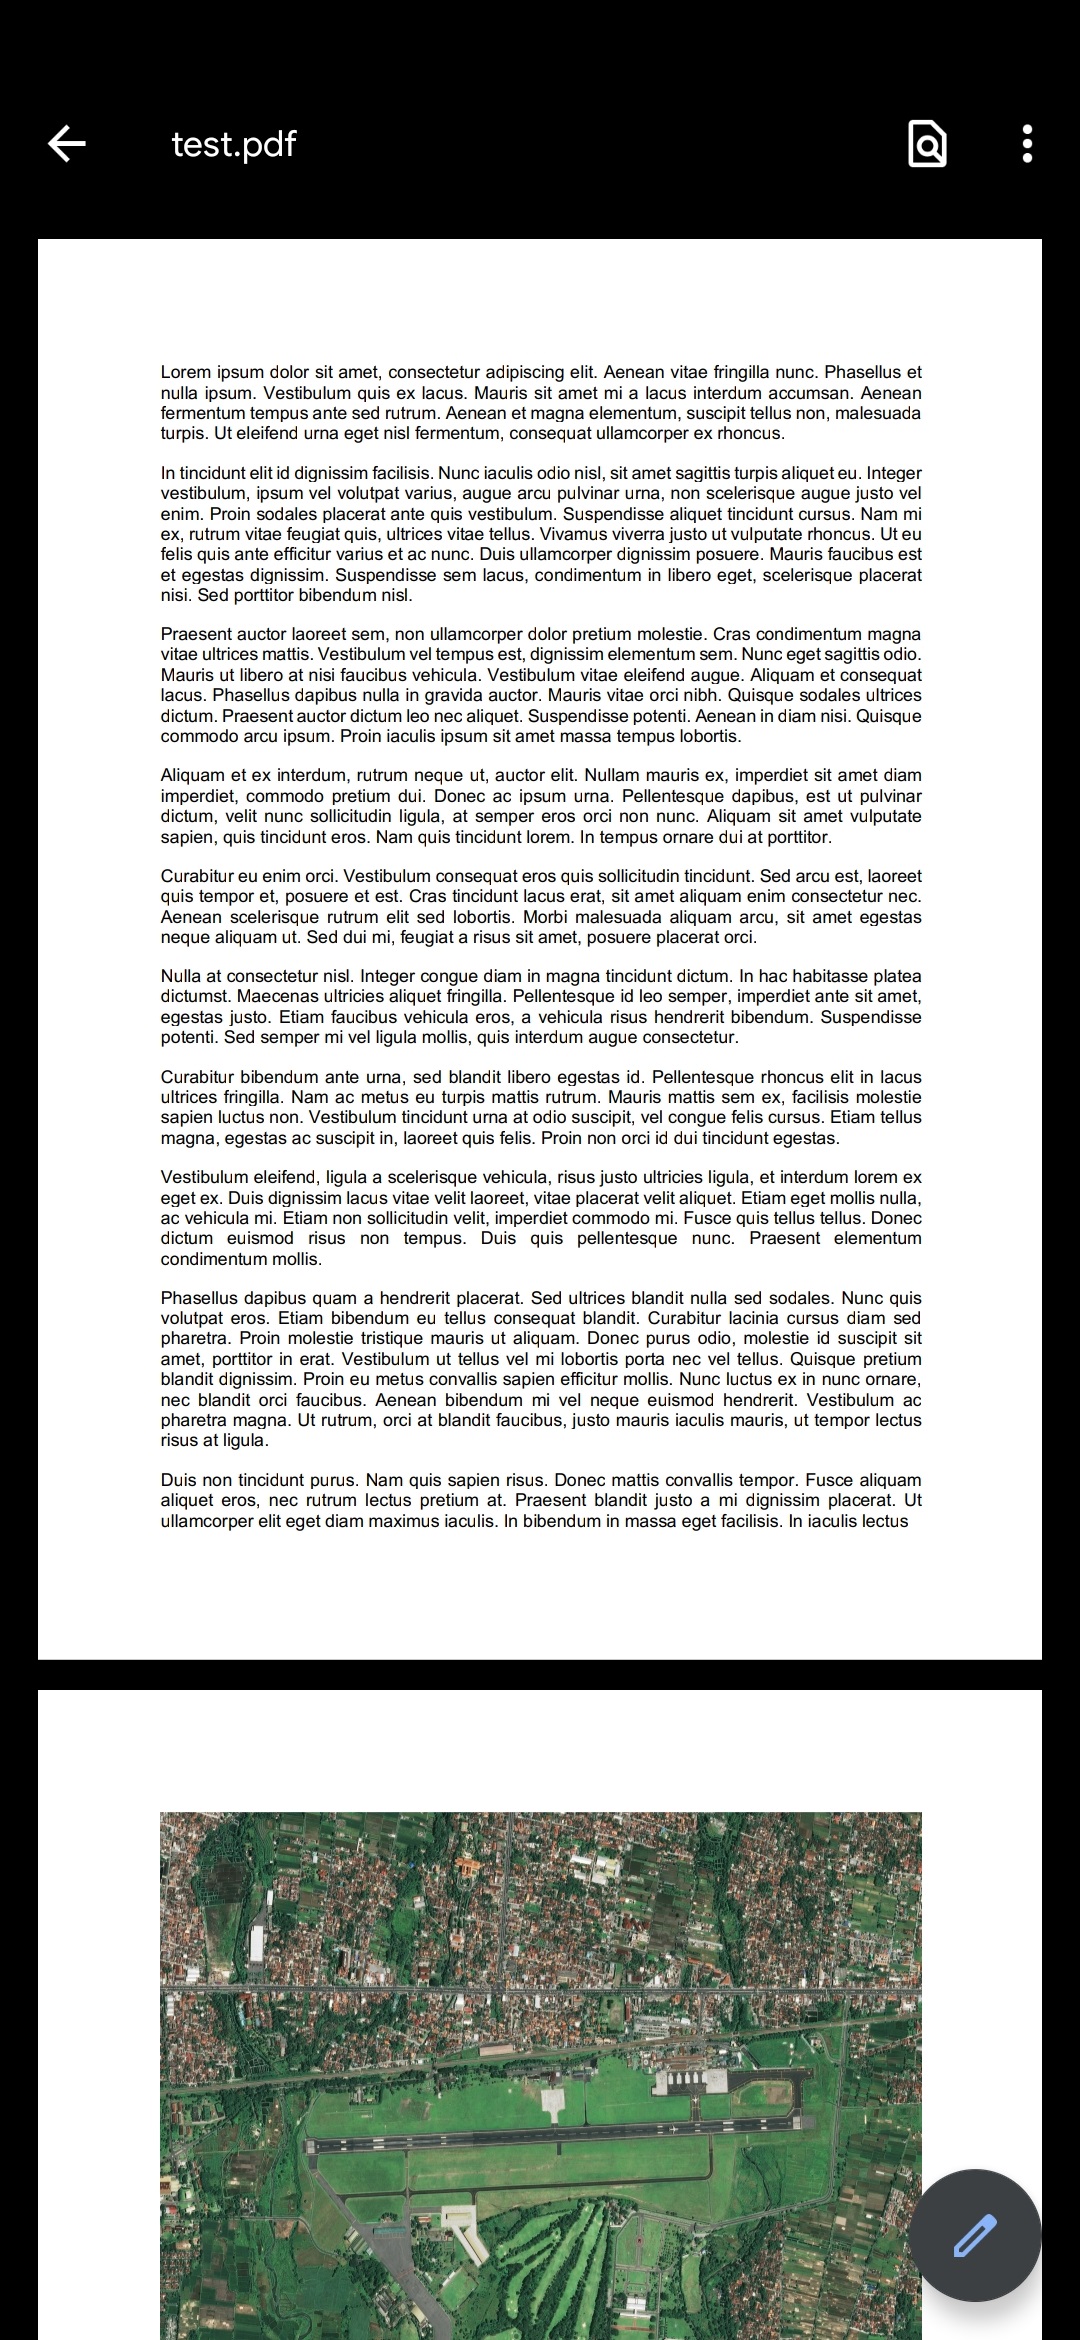 test.pdf
Lorem ipsum dolor sit amet, consectetur adipiscing elit. Aenean vitae fringilla nunc. Phasellus et
nulla ipsum. Vestibulum quis ex lacus. Mauris sit amet mi a lacus interdum accumsan. Aenean
fermentum tempus ante sed rutrum. Aenean et magna elementum, suscipit tellus non, malesuada
turpis. Ut eleifend urna eget nisl fermentum, consequat ullamcorper ex rhoncus.
In tincidunt elit id dignissim facilisis. Nunc iaculis odio nisl, sit amet sagittis turpis aliquet eu. Integer
vestibulum, ipsum vel volutpat varius, augue arcu pulvinar urna, non scelerisque augue justo vel
enim. Proin sodales placerat ante quis vestibulum. Suspendisse aliquet tincidunt cursus. Nam mi
ex, rutrum vitae feugiat quis, ultrices vitae tellus. Vivamus viverra justo ut vulputate rhoncus. Ut eu
felis quis ante efficitur varius et ac nunc. Duis ullamcorper dignissim posuere. Mauris faucibus est
et egestas dignissim. Suspendisse sem lacus, condimentum in libero eget, scelerisque placerat
nisi. Sed porttitor bibendum nisl.
Praesent auctor laoreet sem, non ullamcorper dolor pretium molestie. Cras condimentum magna
vitae ultrices mattis. Vestibulum vel tempus est, dignissim elementum sem. Nunc eget sagittis odio.
Mauris ut libero at nisi faucibus vehicula. Vestibulum vitae eleifend augue. Aliquam et consequat
lacus. Phasellus dapibus nulla in gravida auctor. Mauris vitae orci nibh. Quisque sodales ultrices
dictum. Praesent auctor dictum leo nec aliquet. Suspendisse potenti. Aenean in diam nisi. Quisque
commodo arcu ipsum. Proin iaculis ipsum sit amet massa tempus lobortis.
Aliquam et ex interdum, rutrum neque ut, auctor elit. Nullam mauris ex, imperdiet sit amet diam
imperdiet, commodo pretium dui. Donec ac ipsum urna. Pellentesque dapibus, est ut pulvinar
dictum, velit nunc sollicitudin ligula, at semper eros orci non nunc. Aliquam sit amet vulputate
sapien, quis tincidunt eros. Nam quis tincidunt lorem. In tempus ornare dui at porttitor.
Curabitur eu enim orci. Vestibulum consequat eros quis sollicitudin tincidunt. Sed arcu est, laoreet
quis tempor et, posuere et est. Cras tincidunt lacus erat, sit amet aliquam enim consectetur nec.
Aenean scelerisque rutrum elit sed lobortis. Morbi malesuada aliquam arcu, sit amet egestas
neque aliquam ut. Sed dui mi, feugiat a risus sit amet, posuere placerat orci.
Nulla at consectetur nisl. Integer congue diam in magna tincidunt dictum. In hac habitasse platea
dictumst. Maecenas ultricies aliquet fringilla. Pellentesque id leo semper, imperdiet ante sit amet,
egestas justo. Etiam faucibus vehicula eros, a vehicula risus hendrerit bibendum. Suspendisse
potenti. Sed semper mi vel ligula mollis, quis interdum augue consectetur.
Curabitur bibendum ante urna, sed blandit libero egestas id. Pellentesque rhoncus elit in lacus
ultrices fringilla. Nam ac metus eu turpis mattis rutrum. Mauris mattis sem ex, facilisis molestie
sapien luctus non. Vestibulum tincidunt urna at odio suscipit, vel congue felis cursus. Etiam tellus
magna, egestas ac suscipit in, laoreet quis felis. Proin non orci id dui tincidunt egestas.
Vestibulum eleifend, ligula a scelerisque vehicula, risus justo ultricies ligula, et interdum lorem ex
eget ex. Duis dignissim lacus vitae velit laoreet, vitae placerat velit aliquet. Etiam eget mollis nulla,
ac vehicula mi. Etiam non sollicitudin velit, imperdiet commodo mi. Fusce quis tellus tellus. Donec
dictum euismod risus non tempus. Duis quis pellentesque nunc. Praesent elementum
condimentum mollis.
Phasellus dapibus quam a hendrerit placerat. Sed ultrices blandit nulla sed sodales. Nunc quis
volutpat eros. Etiam bibendum eu tellus consequat blandit. Curabitur lacinia cursus diam sed
pharetra. Proin molestie tristique mauris ut aliquam. Donec purus odio, molestie id suscipit sit
amet, porttitor in erat. Vestibulum ut tellus vel mi lobortis porta nec vel tellus. Quisque pretium
blandit dignissim. Proin eu metus convallis sapien efficitur mollis. Nunc luctus ex in nunc ornare,
nec blandit orci faucibus. Aenean bibendum mi vel neque euismod hendrerit. Vestibulum ac
pharetra magna. Ut rutrum, orci at blandit faucibus, justo mauris iaculis mauris, ut tempor lectus
risus at ligula.
Duis non tincidunt purus. Nam quis sapien risus. Donec mattis convallis tempor. Fusce aliquam
aliquet eros, nec rutrum lectus pretium at. Praesent blandit justo a mi dignissim placerat. Ut
ullamcorper elit eget diam maximus iaculis. In bibendum in massa eget facilisis. In iaculis lectus